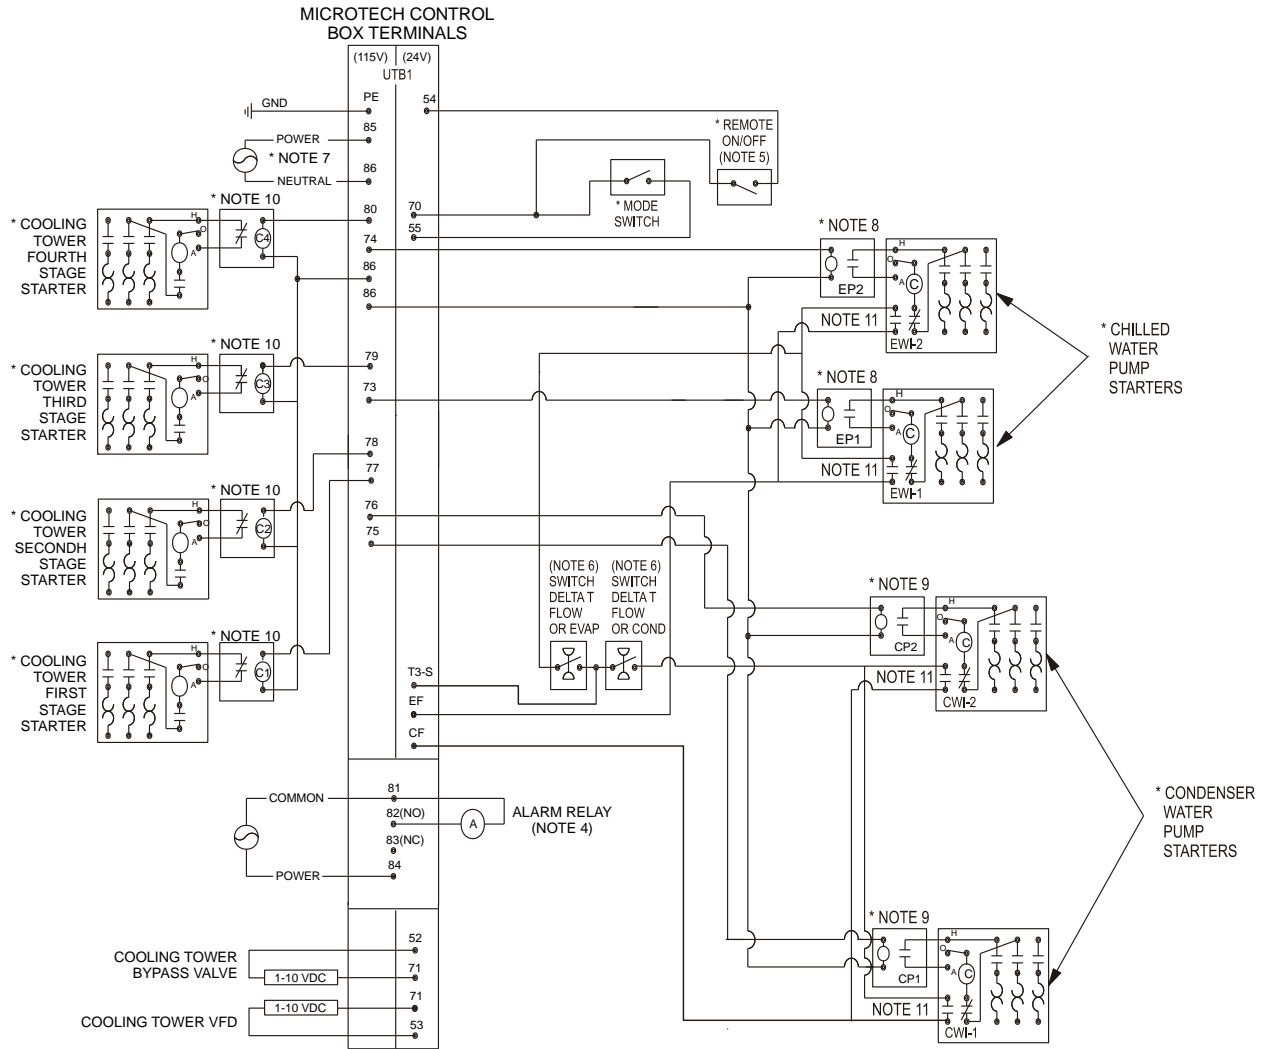 MICROTECH CONTROL
BOX TERMINALS
(115V) (24V)
UTB1
GND
PE
54
85
POWER
* NOTE 7
86
NEUTRAL
* REMOTE
ON/OFF
(NOTE 5)
* MODE
SWITCH
* NOTE 10
80
70
55
74
86
86
* COOLING
TOWER
FOURTH
STAGE
STARTER
H
O
A
C4
* NOTE 8
H
O
A
C
EP2
NOTE 11
EWI-2
* CHILLED
WATER
PUMP
STARTERS
* NOTE 10
79
73
* COOLING
TOWER
THIRD
STAGE
STARTER
H
O
A
C3
* NOTE 8
H
O
A
C
EP1
NOTE 11
EWI-1
78
77
76
75
* NOTE 10
* COOLING
TOWER
SECONDH
STAGE
STARTER
H
O
A
C2
(NOTE 6)
SWITCH
DELTA T
FLOW
OR EVAP
(NOTE 6)
SWITCH
DELTA T
FLOW
OR COND
* NOTE 9
H
O
A
C
CP2
NOTE 11
CWI-2
* NOTE 10
* COOLING
TOWER
FIRST
STAGE
STARTER
H
O
A
C1
T3-S
EF
CF
* CONDENSER
WATER
PUMP
STARTERS
COMMON
81
82(NO)
83(NC)
84
POWER
A
ALARM RELAY
(NOTE 4)
* NOTE 9
H
O
A
C
CP1
NOTE 11
CWI-1
COOLING TOWER
BYPASS VALVE
52
71
1-10 VDC
71
1-10 VDC
COOLING TOWER VFD
53